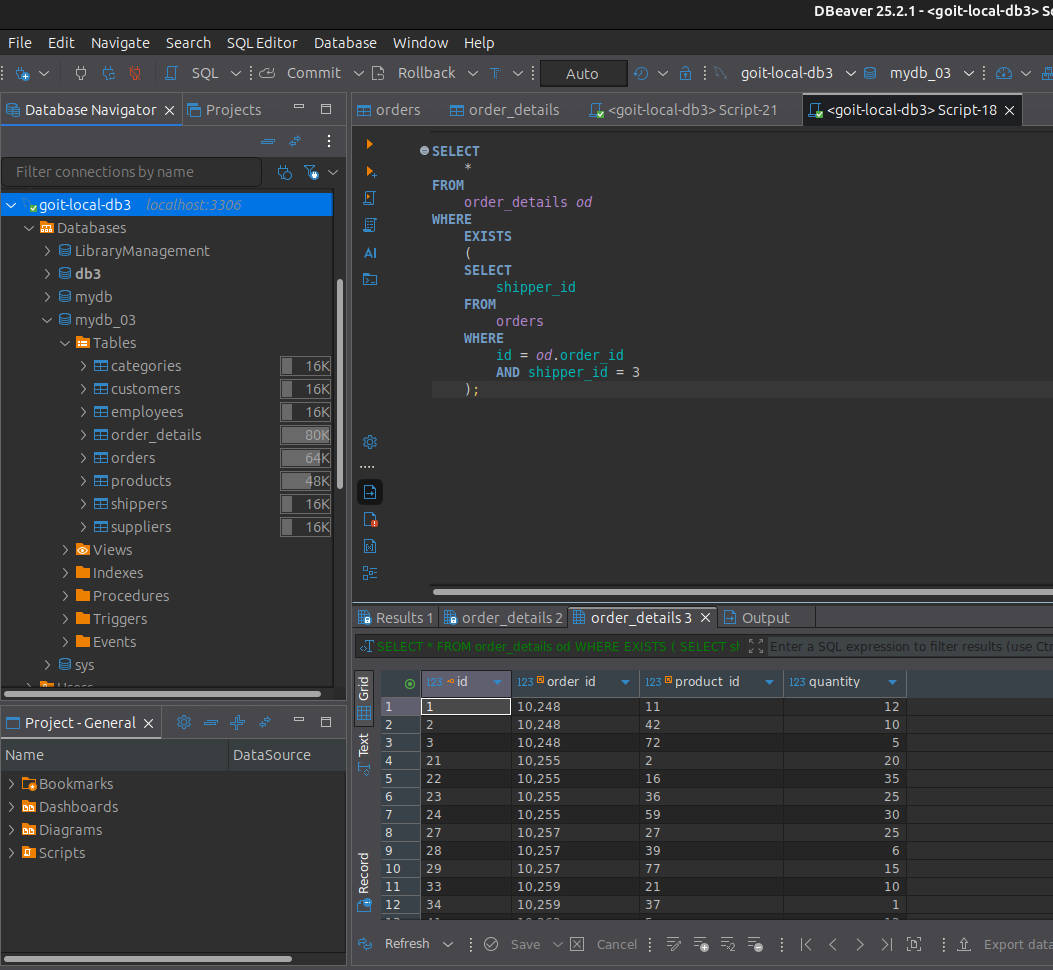 DBeaver 25.2.1 - <goit-local-db3> Sc
File Edit Navigate Search SQL Editor Database Window Help
SQL Commit Rollback T Auto goit-local-db3 mydb_03
Database Navigator Projects
orders order_details <goit-local-db3> Script-21 <goit-local-db3> Script-18
Filter connections by name
goit-local-db3 localhost:3306
Databases
LibraryManagement
db3
mydb
mydb_03
Tables
categories 16K
customers 16K
employees 16K
order_details 80K
orders 64K
products 48K
shippers 16K
suppliers 16K
Views
Indexes
Procedures
Triggers
Events
sys
Users
Project - General
Name DataSource
Bookmarks
Dashboards
Diagrams
Scripts
AI
SELECT
*
FROM
order_details od
WHERE
EXISTS
(
SELECT
shipper_id
FROM
orders
WHERE
id = od.order_id
AND shipper_id = 3
);
Results 1 order_details 2 order_details 3 Output
SELECT * FROM order_details od WHERE EXISTS ( SELECT sh Enter a SQL expression to filter results (use Ctr
Grid
Text
Record
123 id 123 order_id 123 product_id 123 quantity
1 1 10,248 11 12
2 2 10,248 42 10
3 3 10,248 72 5
4 21 10,255 2 20
5 22 10,255 16 35
6 23 10,255 36 25
7 24 10,255 59 30
8 27 10,257 27 25
9 28 10,257 39 6
10 29 10,257 77 15
11 33 10,259 21 10
12 34 10,259 37 1
Refresh Save Cancel Export data